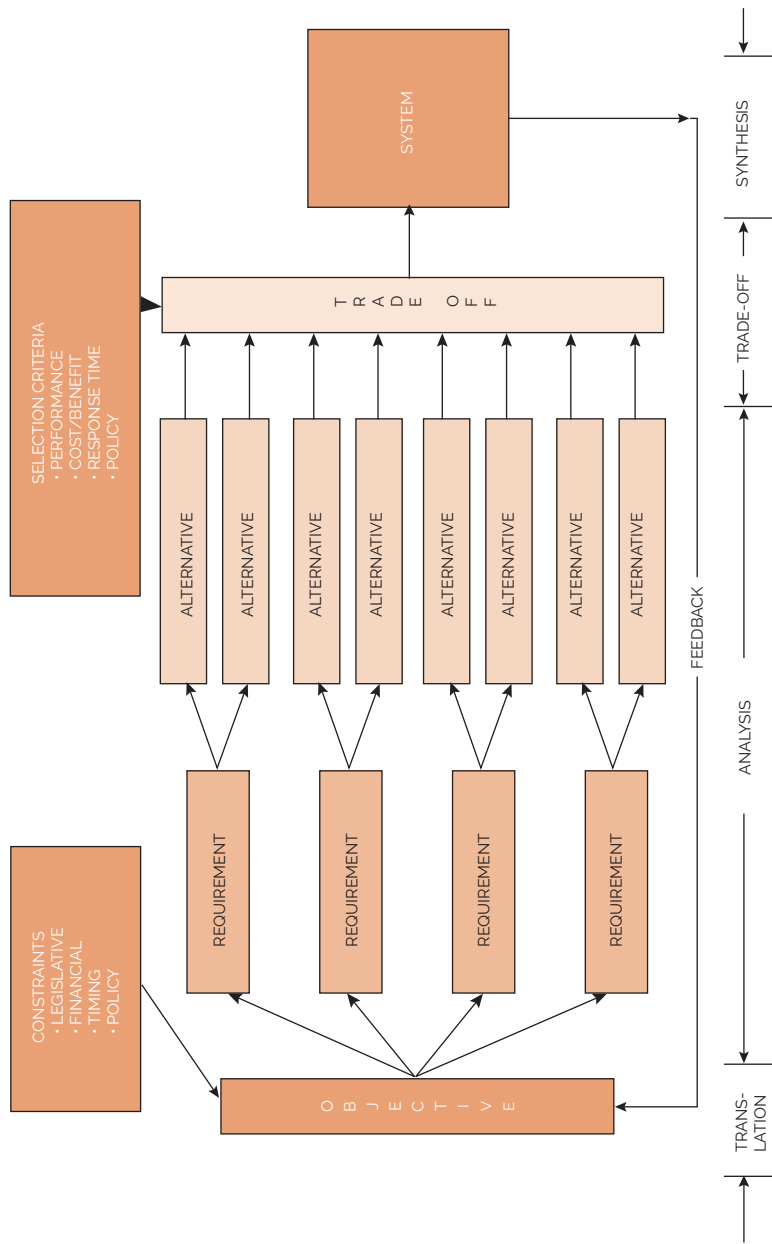 CONSTRAINTS
• LEGISLATIVE
• FINANCIAL
• TIMING
• POLICY
SELECTION CRITERIA
• PERFORMANCE
• COST/BENEFIT
• RESPONSE TIME
• POLICY
OBJECTIVE
REQUIREMENT
REQUIREMENT
REQUIREMENT
REQUIREMENT
ALTERNATIVE
ALTERNATIVE
ALTERNATIVE
ALTERNATIVE
ALTERNATIVE
ALTERNATIVE
ALTERNATIVE
ALTERNATIVE
TRADE OFF
SYSTEM
FEEDBACK
TRANS-
LATION
ANALYSIS
TRADE-OFF
SYNTHESIS